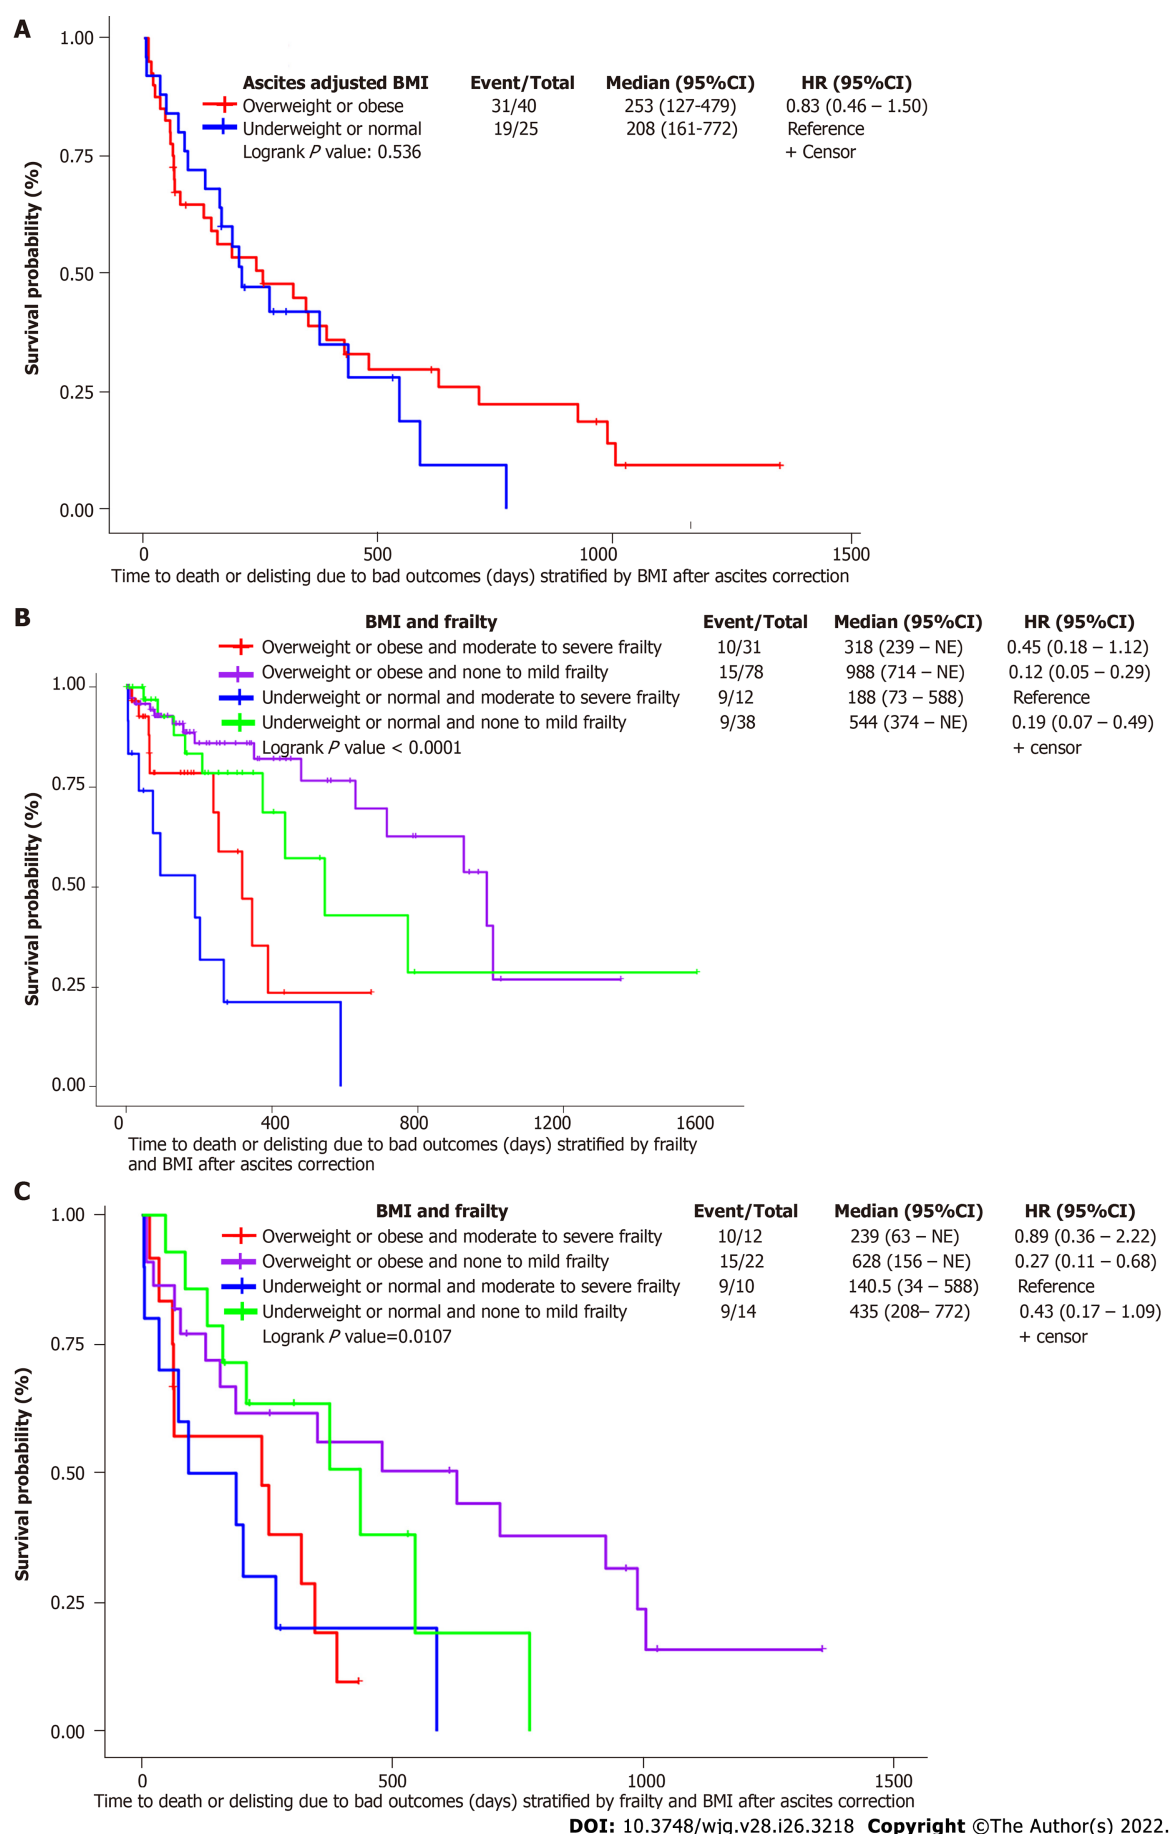 A
1.00
0.75
0.50
0.25
0.00
Survival probability (%)
Ascites adjusted BMI Event/Total Median (95%CI) HR (95%CI)
Overweight or obese 31/40 253 (127-479) 0.83 (0.46 – 1.50)
Underweight or normal 19/25 208 (161-772) Reference
Logrank P value: 0.536 + Censor
0 500 1000 1500
Time to death or delisting due to bad outcomes (days) stratified by BMI after ascites correction
B
BMI and frailty Event/Total Median (95%CI) HR (95%CI)
Overweight or obese and moderate to severe frailty 10/31 318 (239 – NE) 0.45 (0.18 – 1.12)
Overweight or obese and none to mild frailty 15/78 988 (714 – NE) 0.12 (0.05 – 0.29)
Underweight or normal and moderate to severe frailty 9/12 188 (73 – 588) Reference
Underweight or normal and none to mild frailty 9/38 544 (374 – NE) 0.19 (0.07 – 0.49)
Logrank P value < 0.0001 + censor
1.00
0.75
0.50
0.25
0.00
Survival probability (%)
0 400 800 1200 1600
Time to death or delisting due to bad outcomes (days) stratified by frailty
and BMI after ascites correction
C
BMI and frailty Event/Total Median (95%CI) HR (95%CI)
Overweight or obese and moderate to severe frailty 10/12 239 (63 – NE) 0.89 (0.36 – 2.22)
Overweight or obese and none to mild frailty 15/22 628 (156 – NE) 0.27 (0.11 – 0.68)
Underweight or normal and moderate to severe frailty 9/10 140.5 (34 – 588) Reference
Underweight or normal and none to mild frailty 9/14 435 (208– 772) 0.43 (0.17 – 1.09)
Logrank P value=0.0107 + censor
1.00
0.75
0.50
0.25
0.00
Survival probability (%)
0 500 1000 1500
Time to death or delisting due to bad outcomes (days) stratified by frailty and BMI after ascites correction
DOI: 10.3748/wjg.v28.i26.3218 Copyright ©The Author(s) 2022.